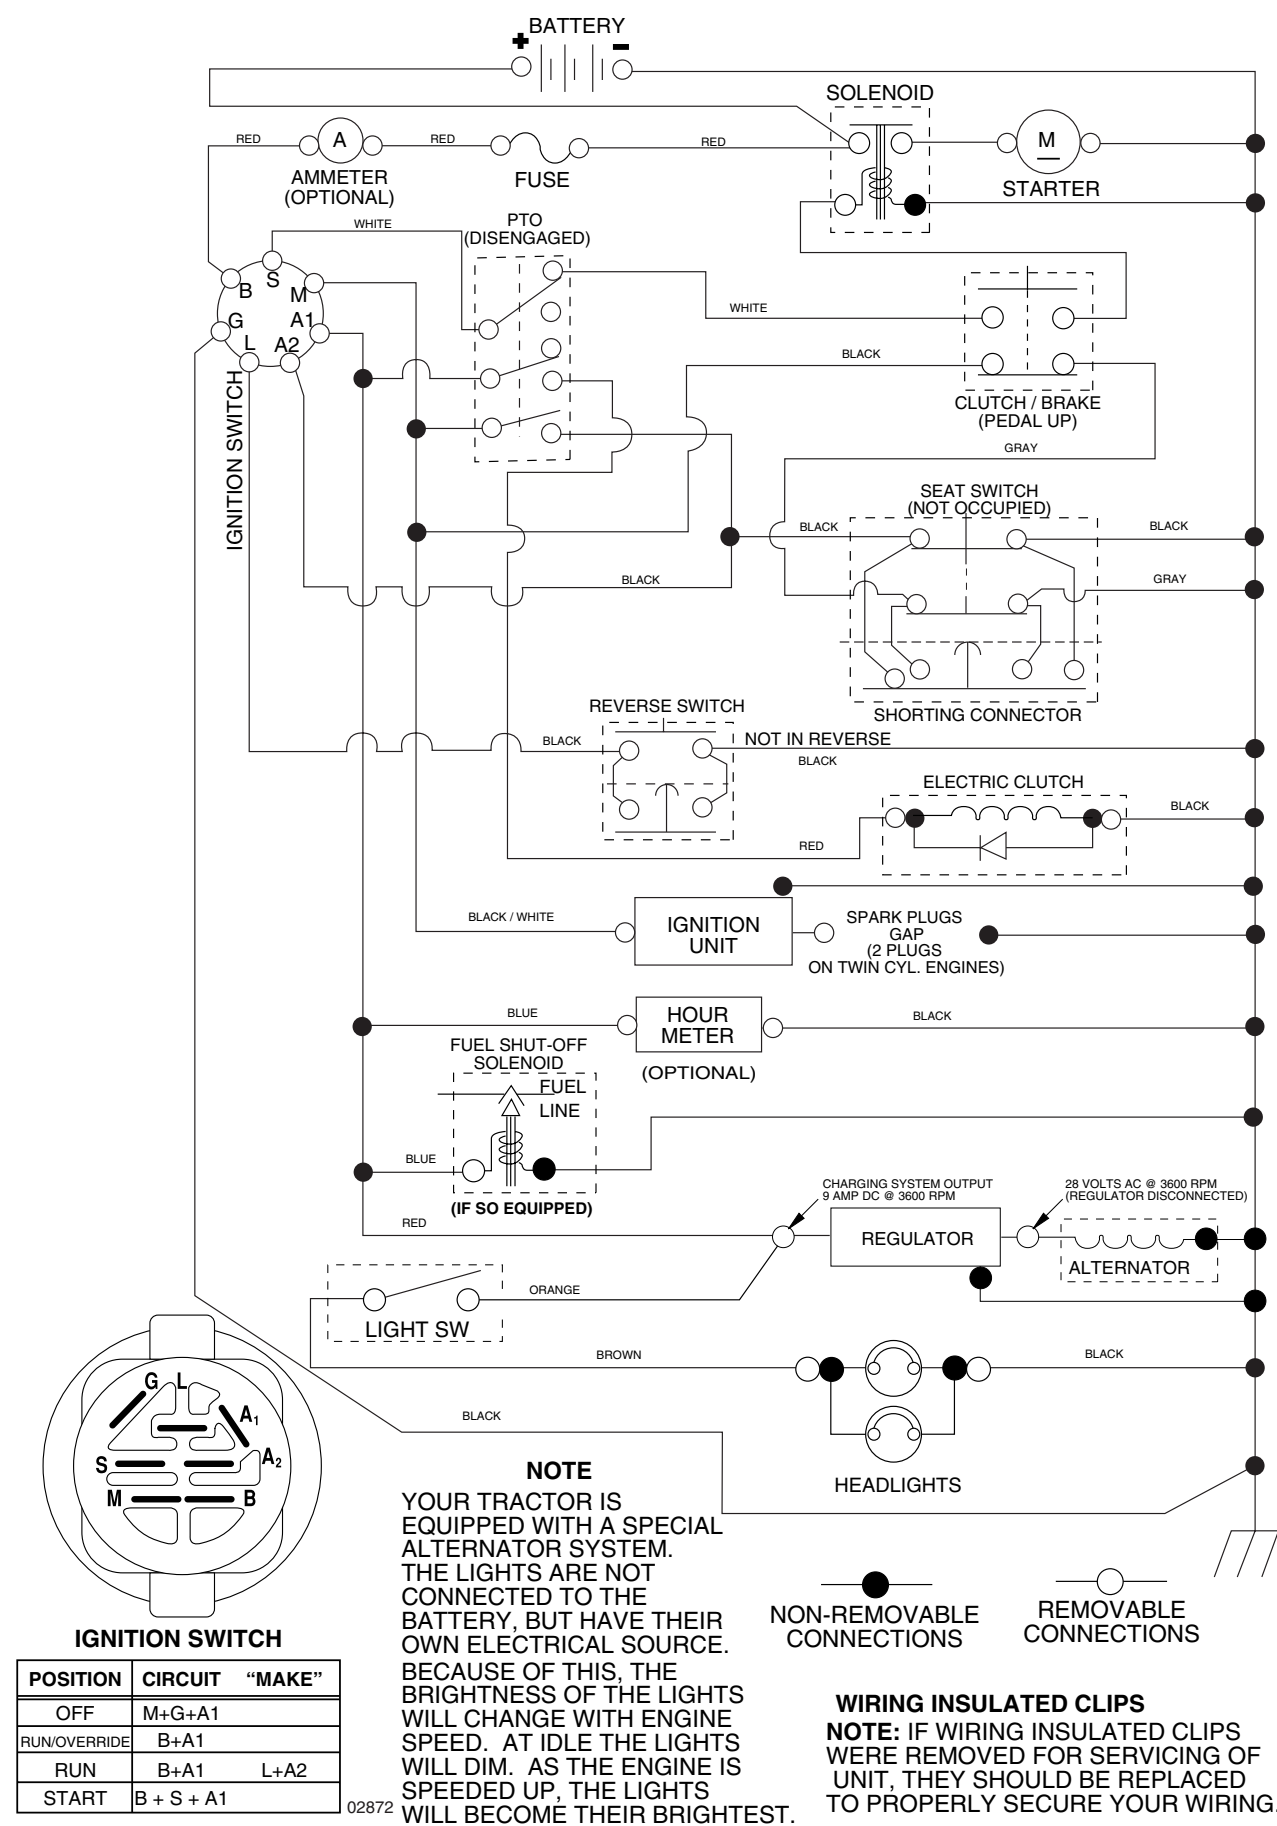 BATTERY
+ −
SOLENOID
RED
A
RED
RED
M
AMMETER
(OPTIONAL)
FUSE
STARTER
WHITE
PTO
(DISENGAGED)
B
S
M
G
A1
L
A2
IGNITION SWITCH
WHITE
BLACK
CLUTCH / BRAKE
(PEDAL UP)
GRAY
SEAT SWITCH
(NOT OCCUPIED)
BLACK
BLACK
BLACK
GRAY
SHORTING CONNECTOR
REVERSE SWITCH
BLACK
NOT IN REVERSE
BLACK
ELECTRIC CLUTCH
BLACK
RED
BLACK / WHITE
IGNITION
UNIT
SPARK PLUGS
GAP
(2 PLUGS
ON TWIN CYL. ENGINES)
BLUE
HOUR
METER
BLACK
(OPTIONAL)
FUEL SHUT-OFF
SOLENOID
FUEL
LINE
BLUE
(IF SO EQUIPPED)
CHARGING SYSTEM OUTPUT
9 AMP DC @ 3600 RPM
28 VOLTS AC @ 3600 RPM
(REGULATOR DISCONNECTED)
RED
REGULATOR
ALTERNATOR
ORANGE
LIGHT SW
BROWN
BLACK
BLACK
HEADLIGHTS
G L
A1
S
A2
M
B
IGNITION SWITCH
POSITION CIRCUIT “MAKE”
OFF M+G+A1
RUN/OVERRIDE B+A1
RUN B+A1 L+A2
START B + S + A1
02872
NOTE
YOUR TRACTOR IS
EQUIPPED WITH A SPECIAL
ALTERNATOR SYSTEM.
THE LIGHTS ARE NOT
CONNECTED TO THE
BATTERY, BUT HAVE THEIR
OWN ELECTRICAL SOURCE.
BECAUSE OF THIS, THE
BRIGHTNESS OF THE LIGHTS
WILL CHANGE WITH ENGINE
SPEED. AT IDLE THE LIGHTS
WILL DIM. AS THE ENGINE IS
SPEEDED UP, THE LIGHTS
WILL BECOME THEIR BRIGHTEST.
NON-REMOVABLE
CONNECTIONS
REMOVABLE
CONNECTIONS
WIRING INSULATED CLIPS
NOTE: IF WIRING INSULATED CLIPS
WERE REMOVED FOR SERVICING OF
UNIT, THEY SHOULD BE REPLACED
TO PROPERLY SECURE YOUR WIRING.